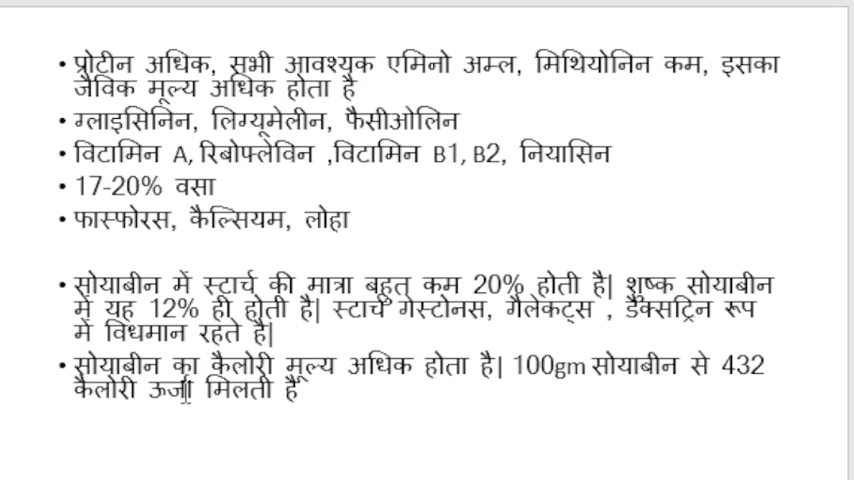 • प्रोटीन अधिक, सभी आवश्यक एमिनो अम्ल, मिथियोनिन कम, इसका
जैविक मूल्य अधिक होता है
• ग्लाइसिनिन, लिग्यूमेलीन, फैसीओलिन
• विटामिन A, रिबोफ्लेविन ,विटामिन B1, B2, नियासिन
• 17-20% वसा
• फास्फोरस, कैल्सियम, लोहा
• सोयाबीन में स्टार्च की मात्रा बहुत कम 20% होती है| शुष्क सोयाबीन
में यह 12% ही होती है| स्टार्च गेस्टोनस, गैलेकट्स , डैक्सट्रिन रूप
में विधमान रहते है|
• सोयाबीन का कैलोरी मूल्य अधिक होता है| 100gm सोयाबीन से 432
कैलोरी ऊर्जा मिलती है